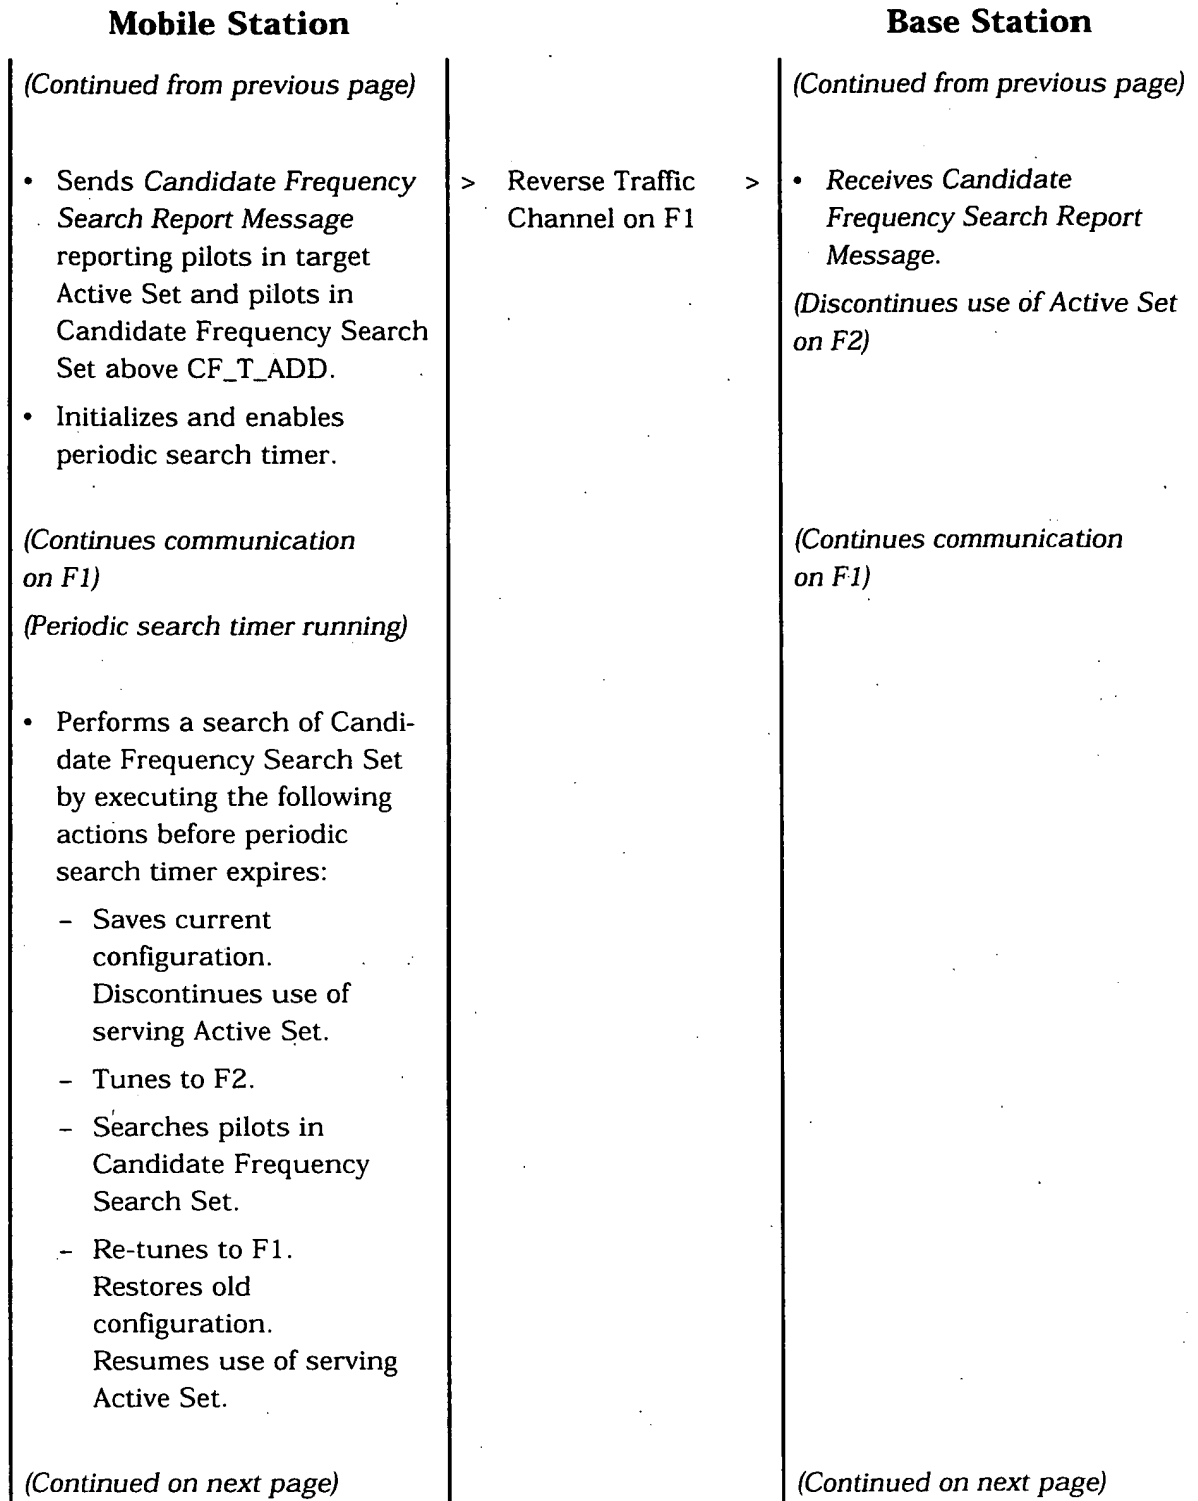 Mobile Station
Base Station
(Continued from previous page)
(Continued from previous page)
• Sends Candidate Frequency
Search Report Message
reporting pilots in target
Active Set and pilots in
Candidate Frequency Search
Set above CF_T_ADD.
> Reverse Traffic >
Channel on F1
• Receives Candidate
Frequency Search Report
Message.
(Discontinues use of Active Set
on F2)
• Initializes and enables
periodic search timer.
(Continues communication
on F1)
(Continues communication
on F1)
(Periodic search timer running)
• Performs a search of Candi-
date Frequency Search Set
by executing the following
actions before periodic
search timer expires:
– Saves current
configuration.
Discontinues use of
serving Active Set.
– Tunes to F2.
– Searches pilots in
Candidate Frequency
Search Set.
– Re-tunes to F1.
Restores old
configuration.
Resumes use of serving
Active Set.
(Continued on next page)
(Continued on next page)